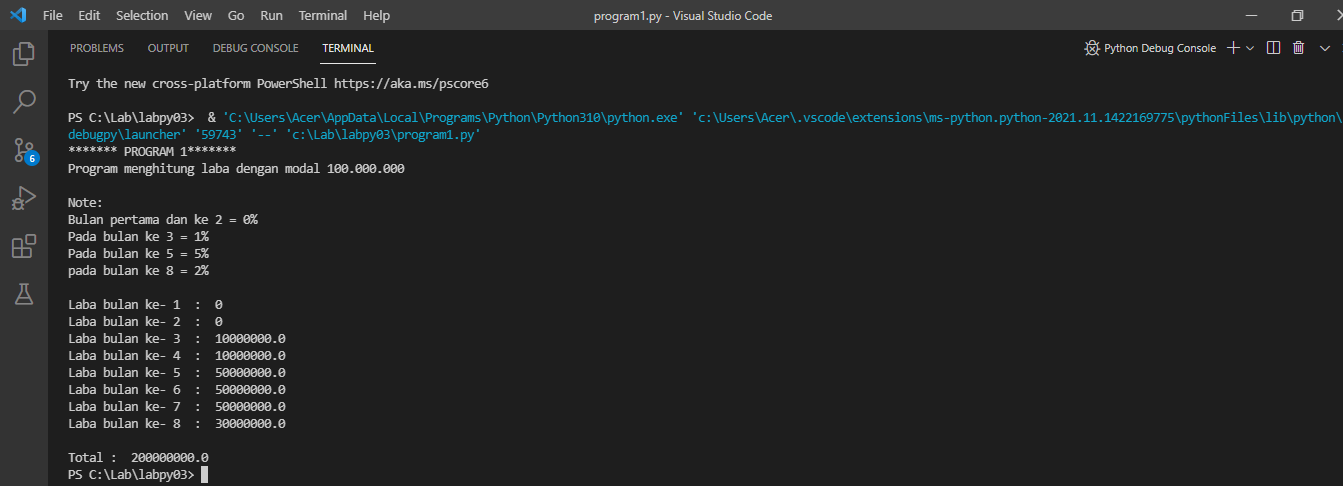 File Edit Selection View Go Run Terminal Help program1.py - Visual Studio Code
PROBLEMS OUTPUT DEBUG CONSOLE TERMINAL Python Debug Console
Try the new cross-platform PowerShell https://aka.ms/pscore6
PS C:\Lab\labpy03>  & 'C:\Users\Acer\AppData\Local\Programs\Python\Python310\python.exe' 'c:\Users\Acer\.vscode\extensions\ms-python.python-2021.11.1422169775\pythonFiles\lib\python\
debugpy\launcher' '59743' '--' 'c:\Lab\labpy03\program1.py'
******* PROGRAM 1*******
Program menghitung laba dengan modal 100.000.000
6
Note:
Bulan pertama dan ke 2 = 0%
Pada bulan ke 3 = 1%
Pada bulan ke 5 = 5%
pada bulan ke 8 = 2%
Laba bulan ke- 1  :  0
Laba bulan ke- 2  :  0
Laba bulan ke- 3  :  10000000.0
Laba bulan ke- 4  :  10000000.0
Laba bulan ke- 5  :  50000000.0
Laba bulan ke- 6  :  50000000.0
Laba bulan ke- 7  :  50000000.0
Laba bulan ke- 8  :  30000000.0
Total :  200000000.0
PS C:\Lab\labpy03>